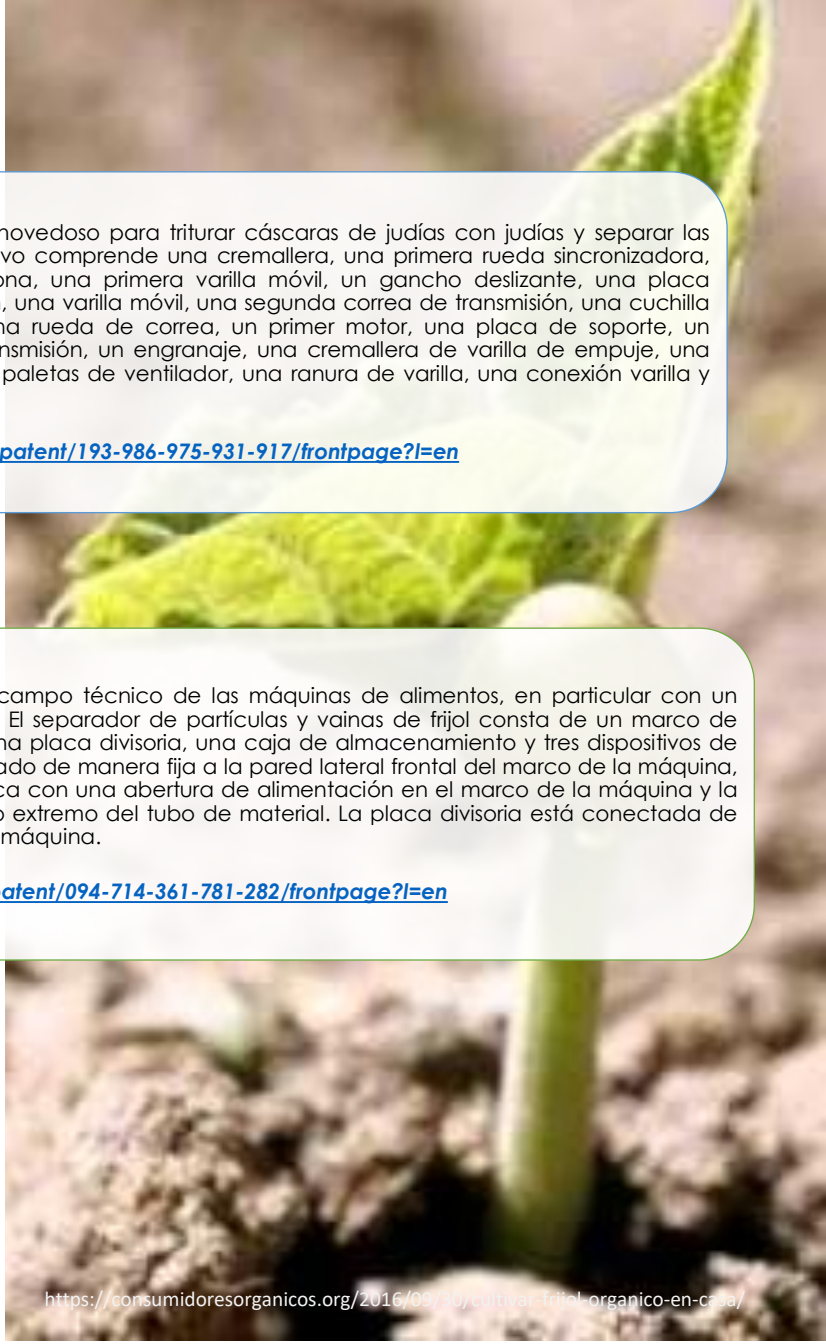 novedoso para triturar cáscaras de judías con judías y separar las
vo comprende una cremallera, una primera rueda sincronizadora,
ona, una primera varilla móvil, un gancho deslizante, una placa
, una varilla móvil, una segunda correa de transmisión, una cuchilla
na rueda de correa, un primer motor, una placa de soporte, un
nsmisión, un engranaje, una cremallera de varilla de empuje, una
paletas de ventilador, una ranura de varilla, una conexión varilla y
patent/193-986-975-931-917/frontpage?l=en
campo técnico de las máquinas de alimentos, en particular con un
El separador de partículas y vainas de frijol consta de un marco de
na placa divisoria, una caja de almacenamiento y tres dispositivos de
ado de manera fija a la pared lateral frontal del marco de la máquina,
ca con una abertura de alimentación en el marco de la máquina y la
o extremo del tubo de material. La placa divisoria está conectada de
máquina.
atent/094-714-361-781-282/frontpage?l=en
https://consumidoresorganicos.org/2016/09/30/cultivar-frijol-organico-en-casa/